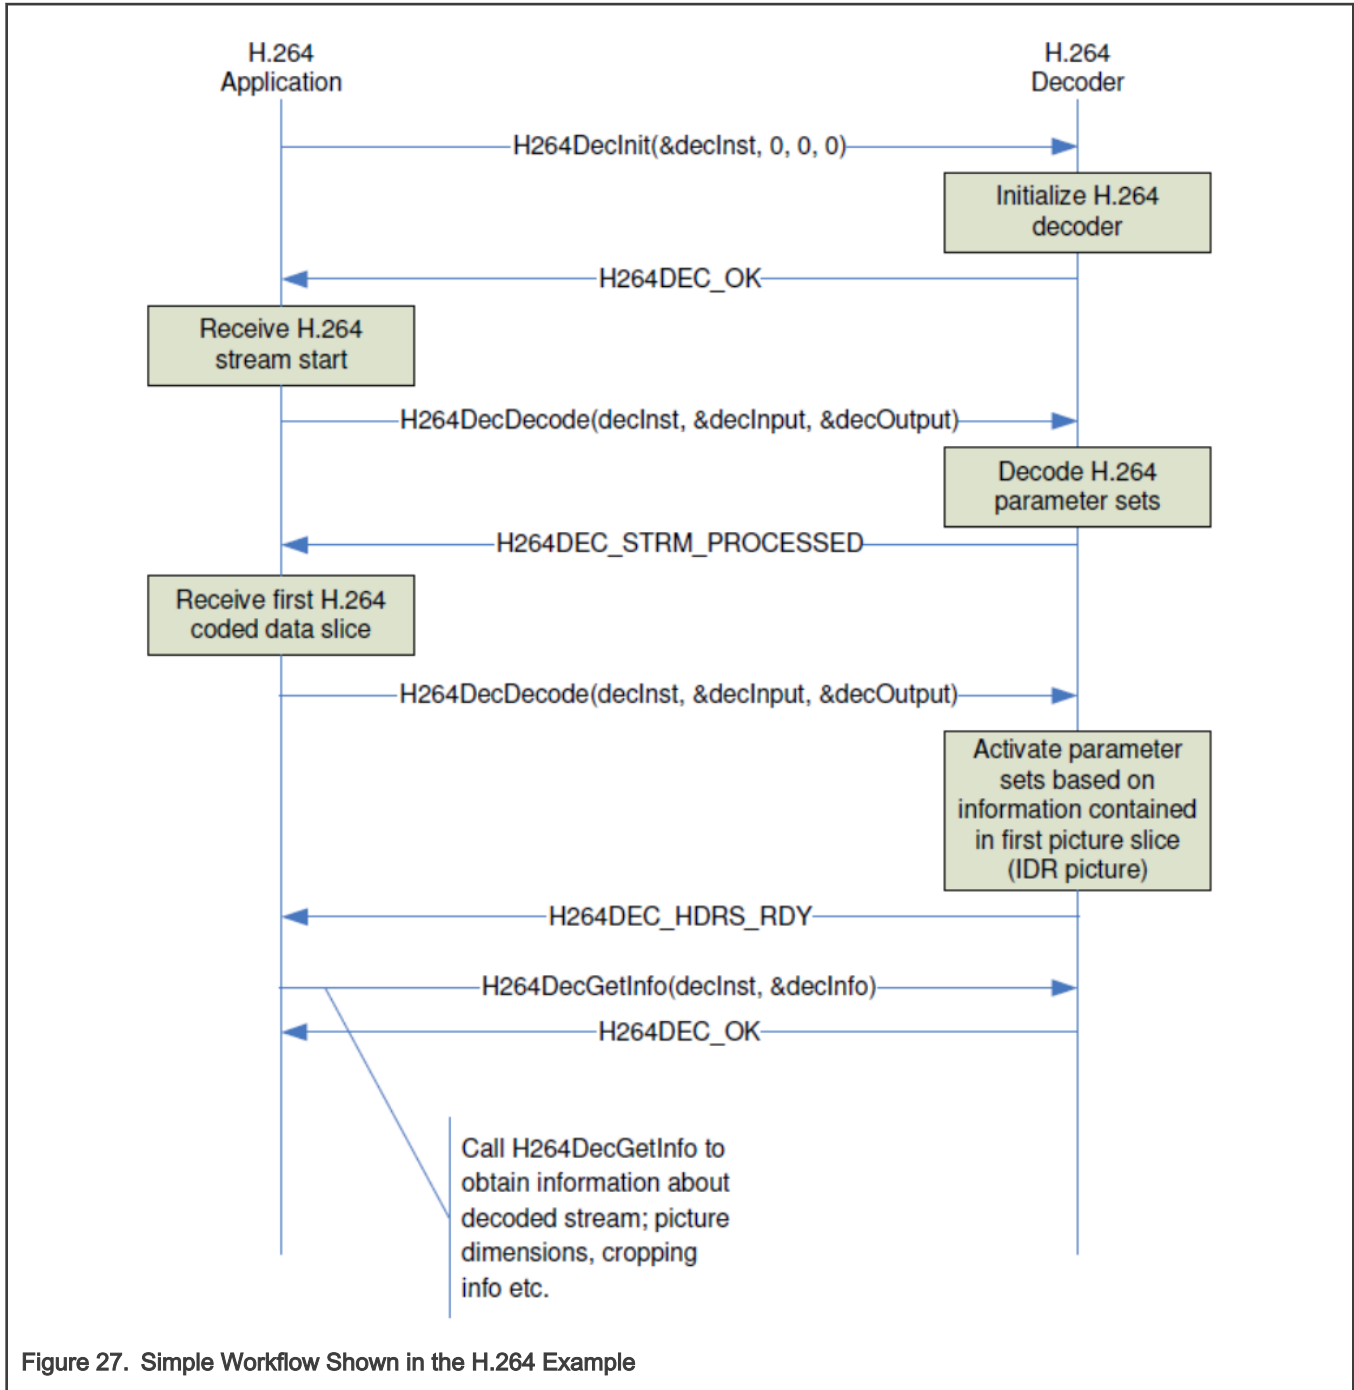 H.264
Application
H.264
Decoder
H264DecInit(&decInst, 0, 0, 0)
Initialize H.264
decoder
H264DEC_OK
Receive H.264
stream start
H264DecDecode(decInst, &decInput, &decOutput)
Decode H.264
parameter sets
H264DEC_STRM_PROCESSED
Receive first H.264
coded data slice
H264DecDecode(decInst, &decInput, &decOutput)
Activate parameter
sets based on
information contained
in first picture slice
(IDR picture)
H264DEC_HDRS_RDY
H264DecGetInfo(decInst, &decInfo)
H264DEC_OK
Call H264DecGetInfo to
obtain information about
decoded stream; picture
dimensions, cropping
info etc.
Figure 27. Simple Workflow Shown in the H.264 Example